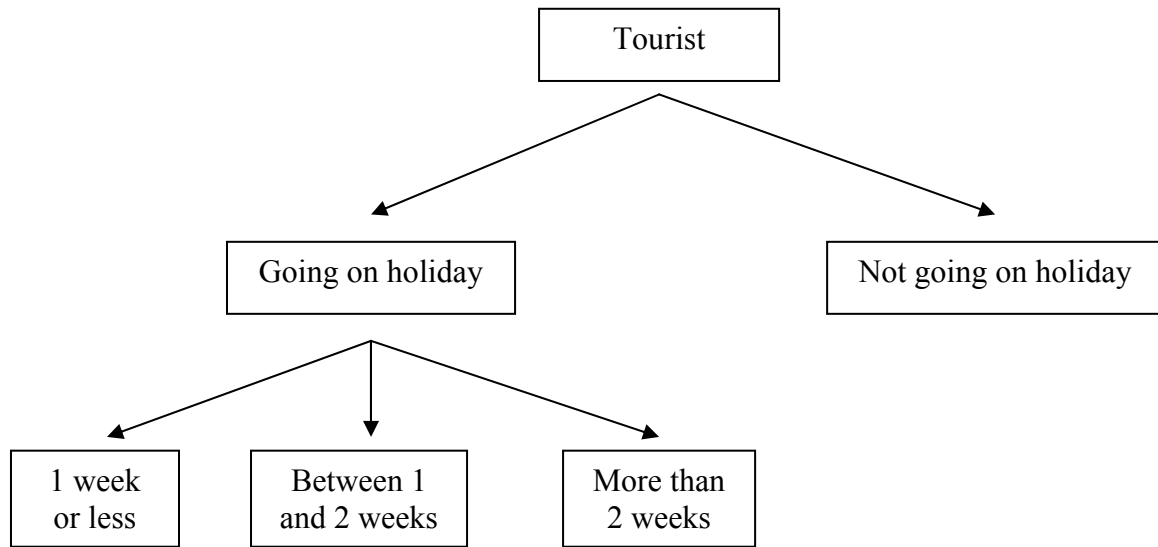 Tourist
Going on holiday
Not going on holiday
1 week
or less
Between 1
and 2 weeks
More than
2 weeks